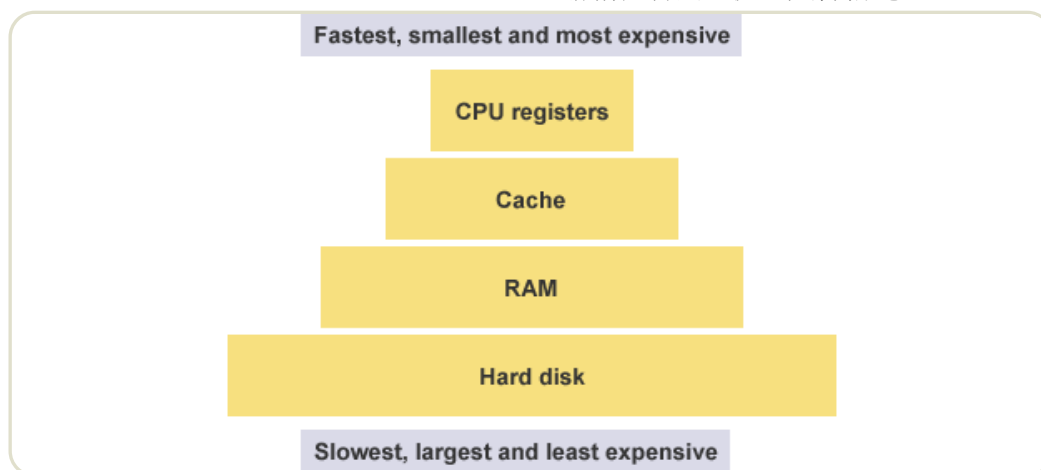 Fastest, smallest and most expensive
CPU registers
Cache
RAM
Hard disk
Slowest, largest and least expensive